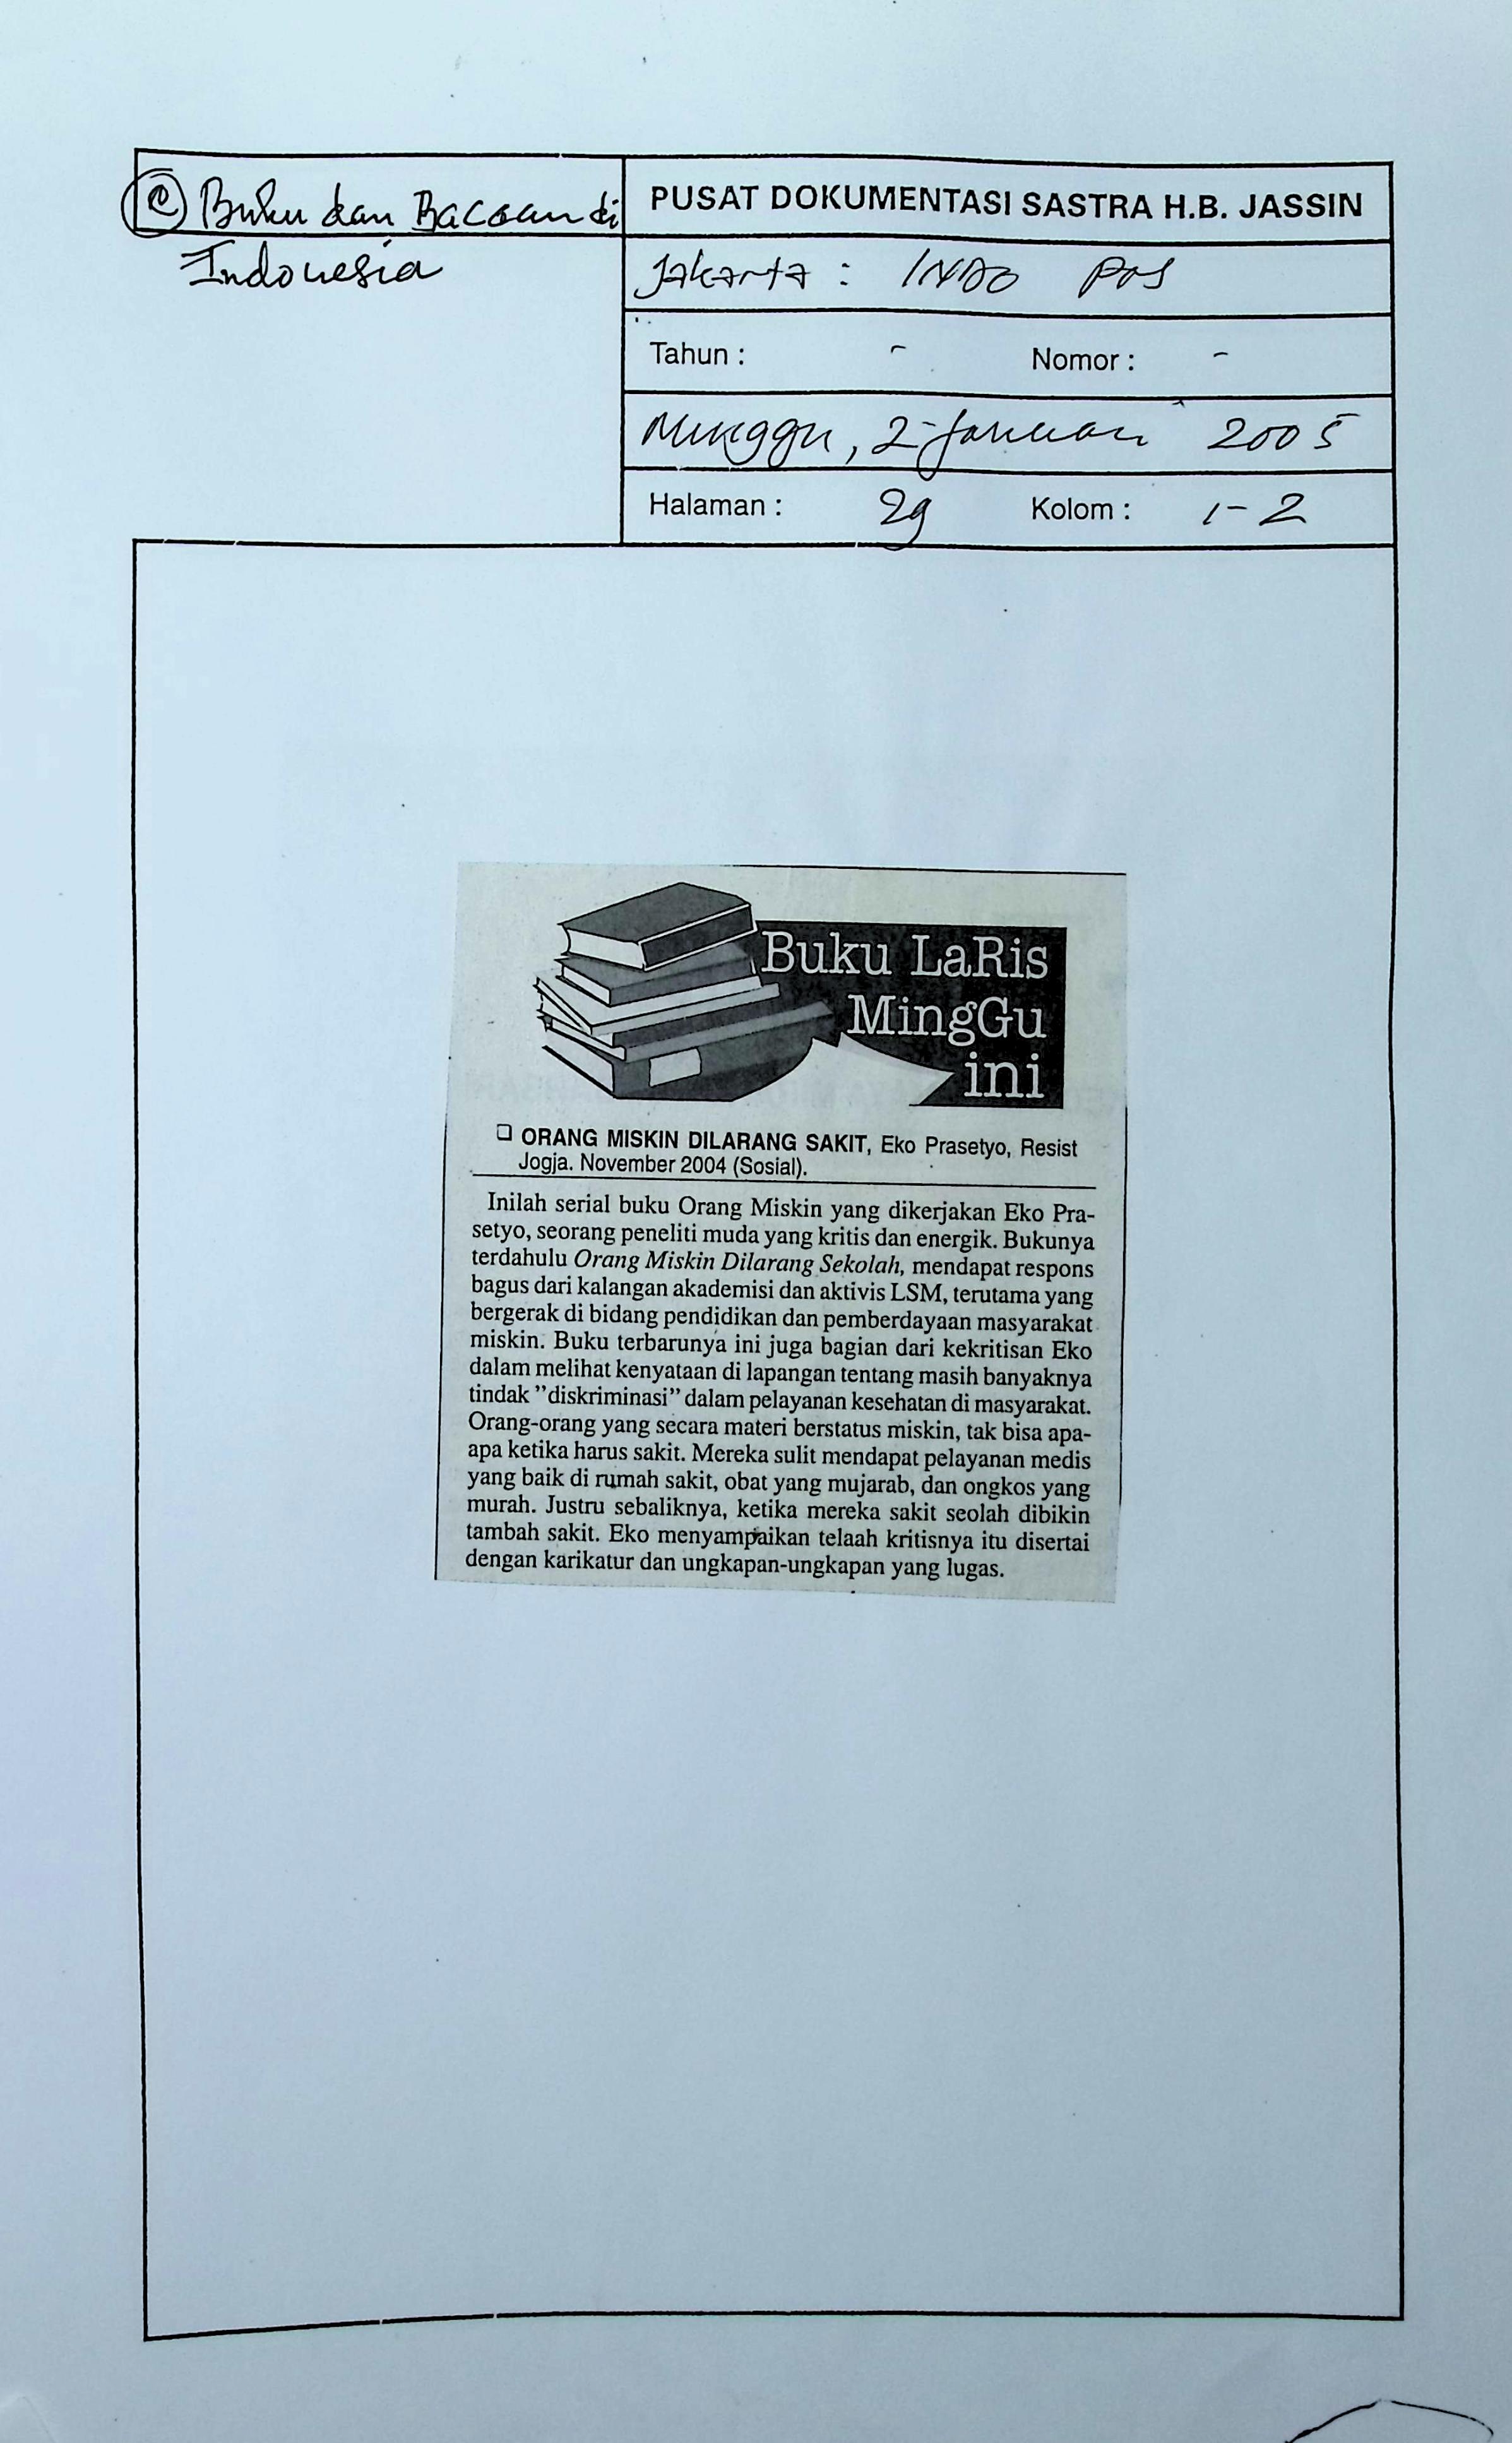 e Buku dan Bacaan di
Indonesia
PUSAT DOKUMENTASI SASTRA H.B. JASSIN
Jakarta : INDO POS
Tahun : - Nomor : -
Minggu, 2 Januari 2005
Halaman : 29 Kolom : 1-2
Buku LaRis
MingGu
ini
❑ ORANG MISKIN DILARANG SAKIT, Eko Prasetyo, Resist
Jogja. November 2004 (Sosial).
Inilah serial buku Orang Miskin yang dikerjakan Eko Pra-
setyo, seorang peneliti muda yang kritis dan energik. Bukunya
terdahulu Orang Miskin Dilarang Sekolah, mendapat respons
bagus dari kalangan akademisi dan aktivis LSM, terutama yang
bergerak di bidang pendidikan dan pemberdayaan masyarakat
miskin. Buku terbarunya ini juga bagian dari kekritisan Eko
dalam melihat kenyataan di lapangan tentang masih banyaknya
tindak ”diskriminasi” dalam pelayanan kesehatan di masyarakat.
Orang-orang yang secara materi berstatus miskin, tak bisa apa-
apa ketika harus sakit. Mereka sulit mendapat pelayanan medis
yang baik di rumah sakit, obat yang mujarab, dan ongkos yang
murah. Justru sebaliknya, ketika mereka sakit seolah dibikin
tambah sakit. Eko menyampaikan telaah kritisnya itu disertai
dengan karikatur dan ungkapan-ungkapan yang lugas.